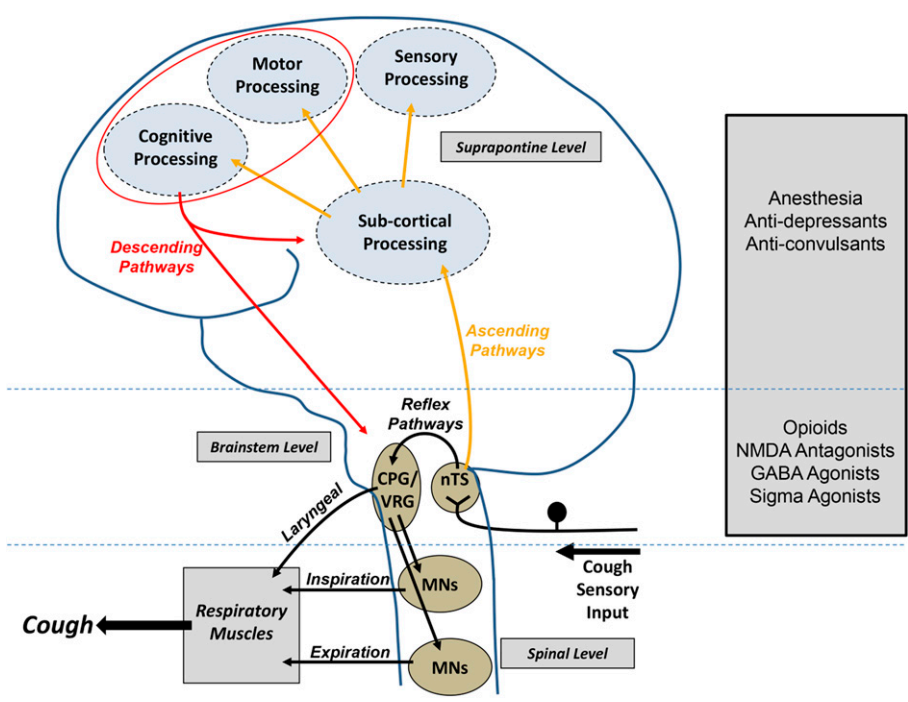 Motor
Processing
Sensory
Processing
Cognitive
Processing
Suprapontine Level
Sub-cortical
Processing
Descending
Pathways
Ascending
Pathways
Anesthesia
Anti-depressants
Anti-convulsants
Reflex
Pathways
Brainstem Level
CPG/
VRG
nTS
Laryngeal
Opioids
NMDA Antagonists
GABA Agonists
Sigma Agonists
Cough
Sensory
Input
Inspiration
MNs
Respiratory
Muscles
Cough
Expiration
MNs
Spinal Level